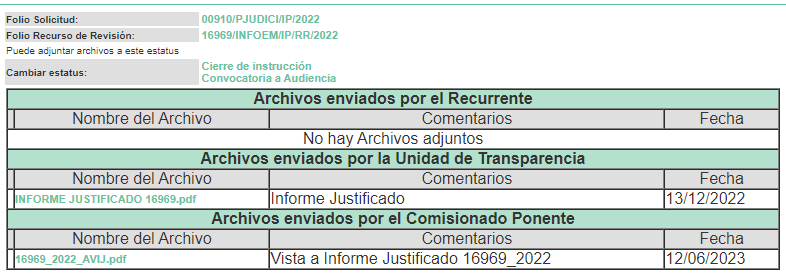 Folio Solicitud: 00910/PJUDICI/IP/2022
Folio Recurso de Revisión: 16969/INFOEM/IP/RR/2022
Puede adjuntar archivos a este estatus
Cambiar estatus: Cierre de instrucción
Convocatoria a Audiencia
Archivos enviados por el Recurrente
Nombre del Archivo Comentarios Fecha
No hay Archivos adjuntos
Archivos enviados por la Unidad de Transparencia
Nombre del Archivo Comentarios Fecha
INFORME JUSTIFICADO 16969.pdf Informe Justificado 13/12/2022
Archivos enviados por el Comisionado Ponente
Nombre del Archivo Comentarios Fecha
16969_2022_AVIJ.pdf Vista a Informe Justificado 16969_2022 12/06/2023